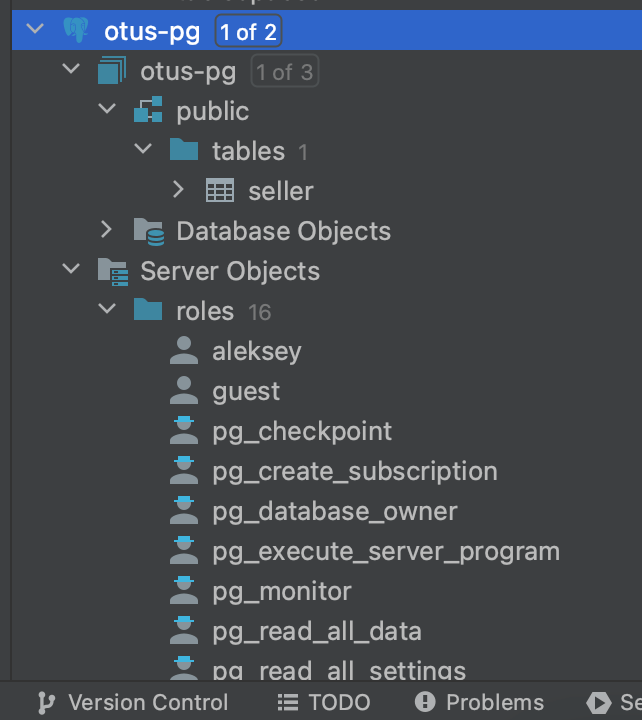 otus-pg 1 of 2
otus-pg 1 of 3
public
tables 1
seller
Database Objects
Server Objects
roles 16
aleksey
guest
pg_checkpoint
pg_create_subscription
pg_database_owner
pg_execute_server_program
pg_monitor
pg_read_all_data
pg_read_all_settings
Version Control TODO Problems